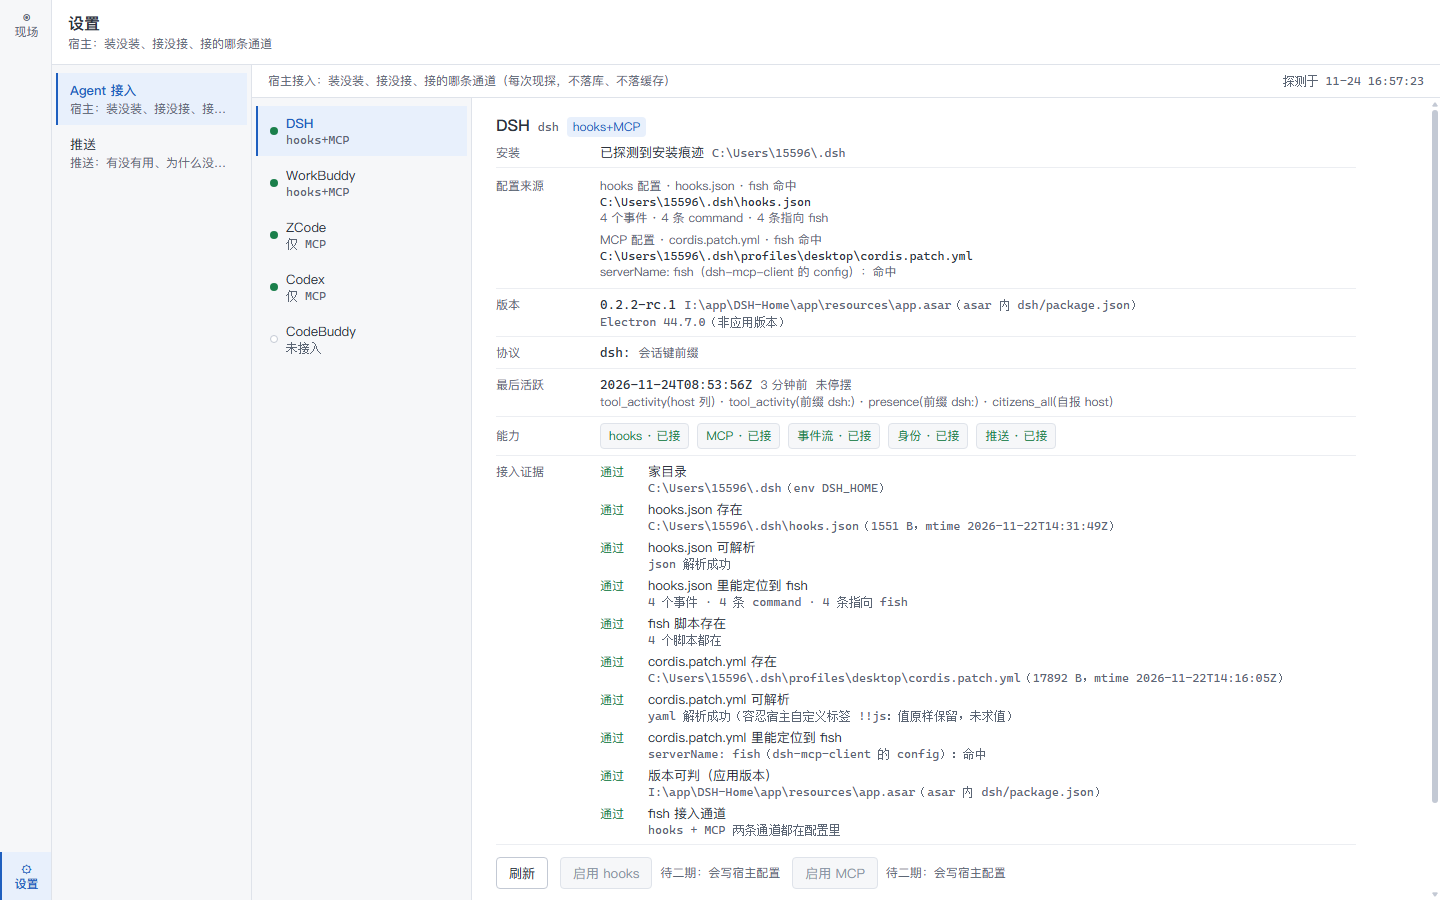 现场
设置
宿主：装没装、接没接、接的哪条通道
Agent 接入
宿主：装没装、接没接、接…
推送
推送：有没有用、为什么没…
设置
宿主接入：装没装、接没接、接的哪条通道（每次现探，不落库、不落缓存）
探测于 11-24 16:57:23
DSH
hooks+MCP
WorkBuddy
hooks+MCP
ZCode
仅 MCP
Codex
仅 MCP
CodeBuddy
未接入
DSH dsh hooks+MCP
安装 已探测到安装痕迹 C:\Users\15596\.dsh
配置来源 hooks 配置 · hooks.json · fish 命中
C:\Users\15596\.dsh\hooks.json
4 个事件 · 4 条 command · 4 条指向 fish
MCP 配置 · cordis.patch.yml · fish 命中
C:\Users\15596\.dsh\profiles\desktop\cordis.patch.yml
serverName: fish（dsh-mcp-client 的 config）：命中
版本 0.2.2-rc.1 I:\app\DSH-Home\app\resources\app.asar（asar 内 dsh/package.json）
Electron 44.7.0（非应用版本）
协议 dsh: 会话键前缀
最后活跃 2026-11-24T08:53:56Z 3 分钟前 未停摆
tool_activity(host 列) · tool_activity(前缀 dsh:) · presence(前缀 dsh:) · citizens_all(自报 host)
能力 hooks · 已接 MCP · 已接 事件流 · 已接 身份 · 已接 推送 · 已接
接入证据 通过 家目录
C:\Users\15596\.dsh（env DSH_HOME）
通过 hooks.json 存在
C:\Users\15596\.dsh\hooks.json（1551 B，mtime 2026-11-22T14:31:49Z）
通过 hooks.json 可解析
json 解析成功
通过 hooks.json 里能定位到 fish
4 个事件 · 4 条 command · 4 条指向 fish
通过 fish 脚本存在
4 个脚本都在
通过 cordis.patch.yml 存在
C:\Users\15596\.dsh\profiles\desktop\cordis.patch.yml（17892 B，mtime 2026-11-22T14:16:05Z）
通过 cordis.patch.yml 可解析
yaml 解析成功（容忍宿主自定义标签 !!js：值原样保留，未求值）
通过 cordis.patch.yml 里能定位到 fish
serverName: fish（dsh-mcp-client 的 config）：命中
通过 版本可判（应用版本）
I:\app\DSH-Home\app\resources\app.asar（asar 内 dsh/package.json）
通过 fish 接入通道
hooks + MCP 两条通道都在配置里
刷新 启用 hooks 待二期：会写宿主配置 启用 MCP 待二期：会写宿主配置